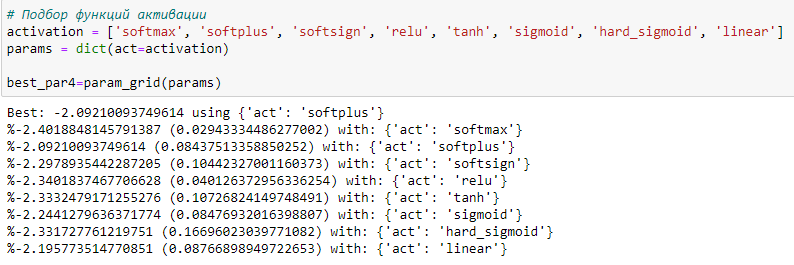 # Подбор функций активации
activation = ['softmax', 'softplus', 'softsign', 'relu', 'tanh', 'sigmoid', 'hard_sigmoid', 'linear']
params = dict(act=activation)
best_par4=param_grid(params)
Best: -2.09210093749614 using {'act': 'softplus'}
%-2.4018848145791387 (0.02943334486277002) with: {'act': 'softmax'}
%-2.09210093749614 (0.08437513358850252) with: {'act': 'softplus'}
%-2.2978935442287205 (0.10442327001160373) with: {'act': 'softsign'}
%-2.3401837467706628 (0.040126372956336254) with: {'act': 'relu'}
%-2.3332479171255276 (0.10726824149748491) with: {'act': 'tanh'}
%-2.2441279636371774 (0.08476932016398807) with: {'act': 'sigmoid'}
%-2.331727761219751 (0.16696023039771082) with: {'act': 'hard_sigmoid'}
%-2.195773514770851 (0.08766898949722653) with: {'act': 'linear'}